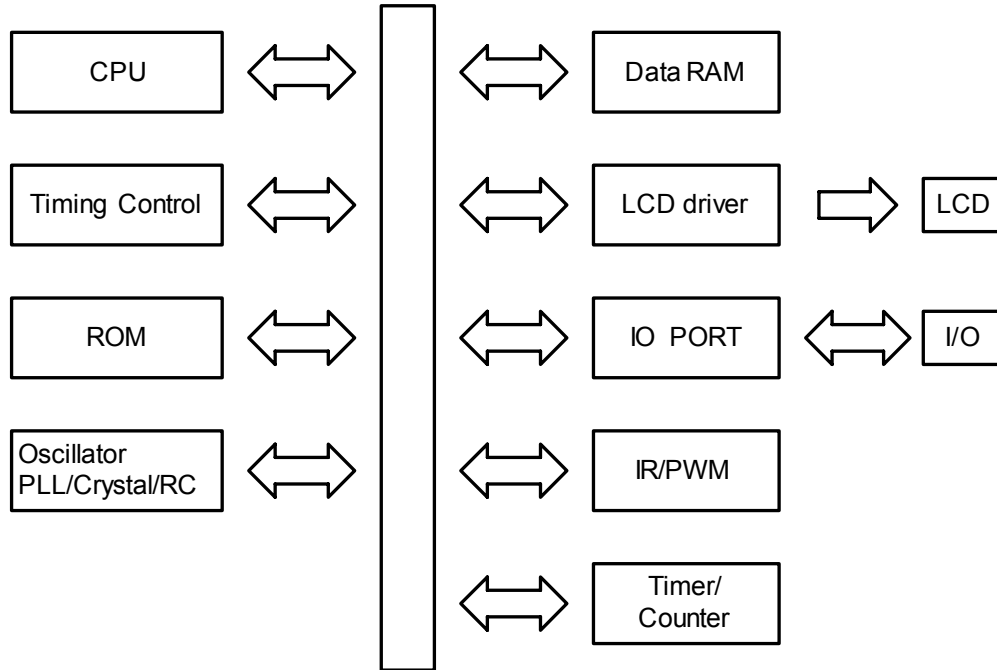 CPU
Data RAM
Timing Control
LCD driver
LCD
ROM
IO PORT
I/O
Oscillator
PLL/Crystal/RC
IR/PWM
Timer/
Counter